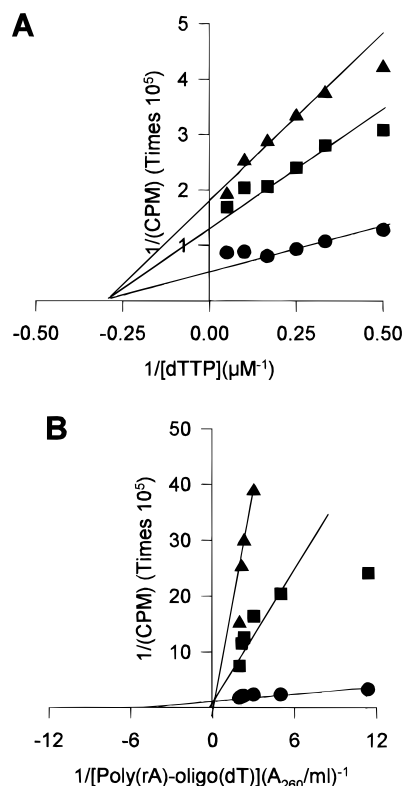 A
5
4
3
2
1
1/(CPM) (Times 10⁵)
-0.50 -0.25 0.00 0.25 0.50
1/[dTTP](µM⁻¹)
B
50
40
30
20
10
1/(CPM) (Times 10⁵)
-12 -6 0 6 12
1/[Poly(rA)-oligo(dT)](A₂₆₀/ml)⁻¹